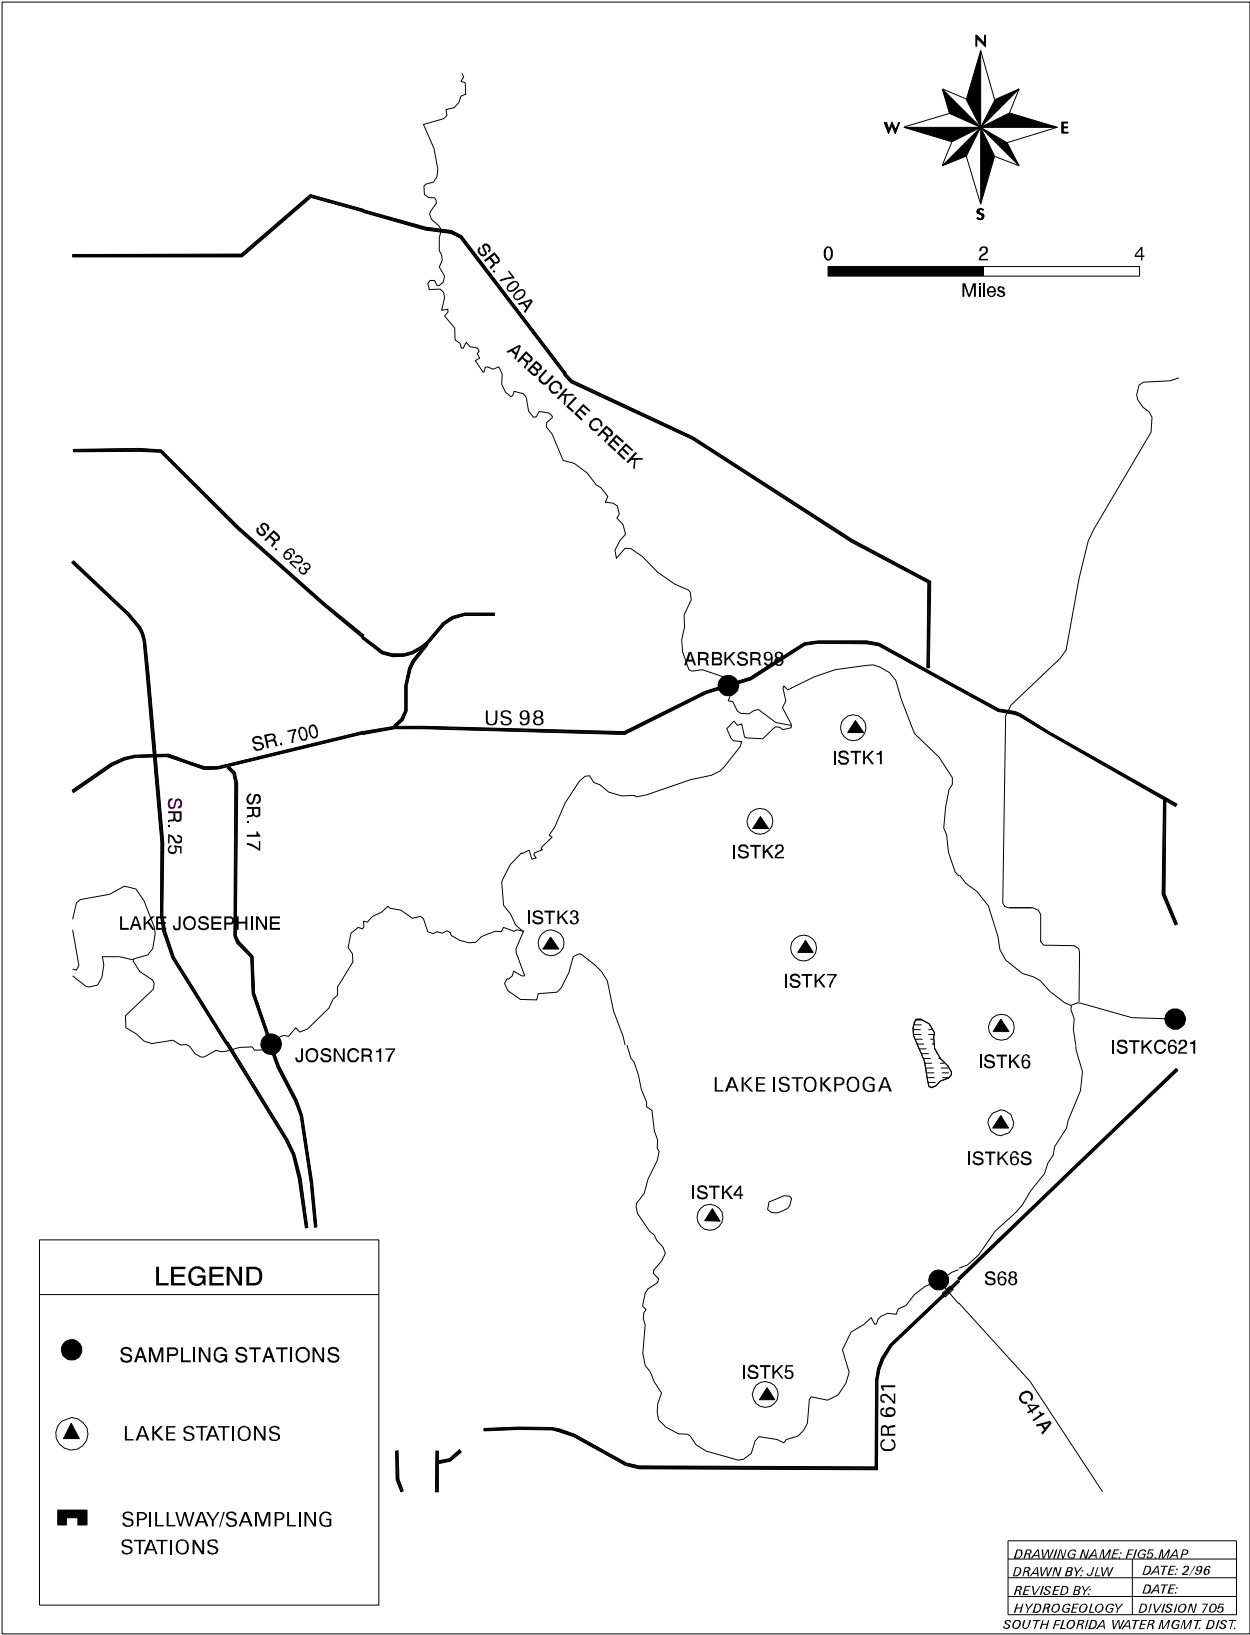 N
W
E
S
0
2
4
Miles
SR. 700A
ARBUCKLE CREEK
SR. 623
ARBKSR98
US 98
SR. 700
ISTK1
SR. 25
SR. 17
ISTK2
LAKE JOSEPHINE
ISTK3
ISTK7
JOSNCR17
ISTKC621
ISTK6
LAKE ISTOKPOGA
ISTK6S
ISTK4
S68
ISTK5
CR 621
C41A
LEGEND
SAMPLING STATIONS
LAKE STATIONS
SPILLWAY/SAMPLING
STATIONS
DRAWING NAME: FIG5.MAP
DRAWN BY: JLW DATE: 2/96
REVISED BY: DATE:
HYDROGEOLOGY DIVISION 705
SOUTH FLORIDA WATER MGMT. DIST.